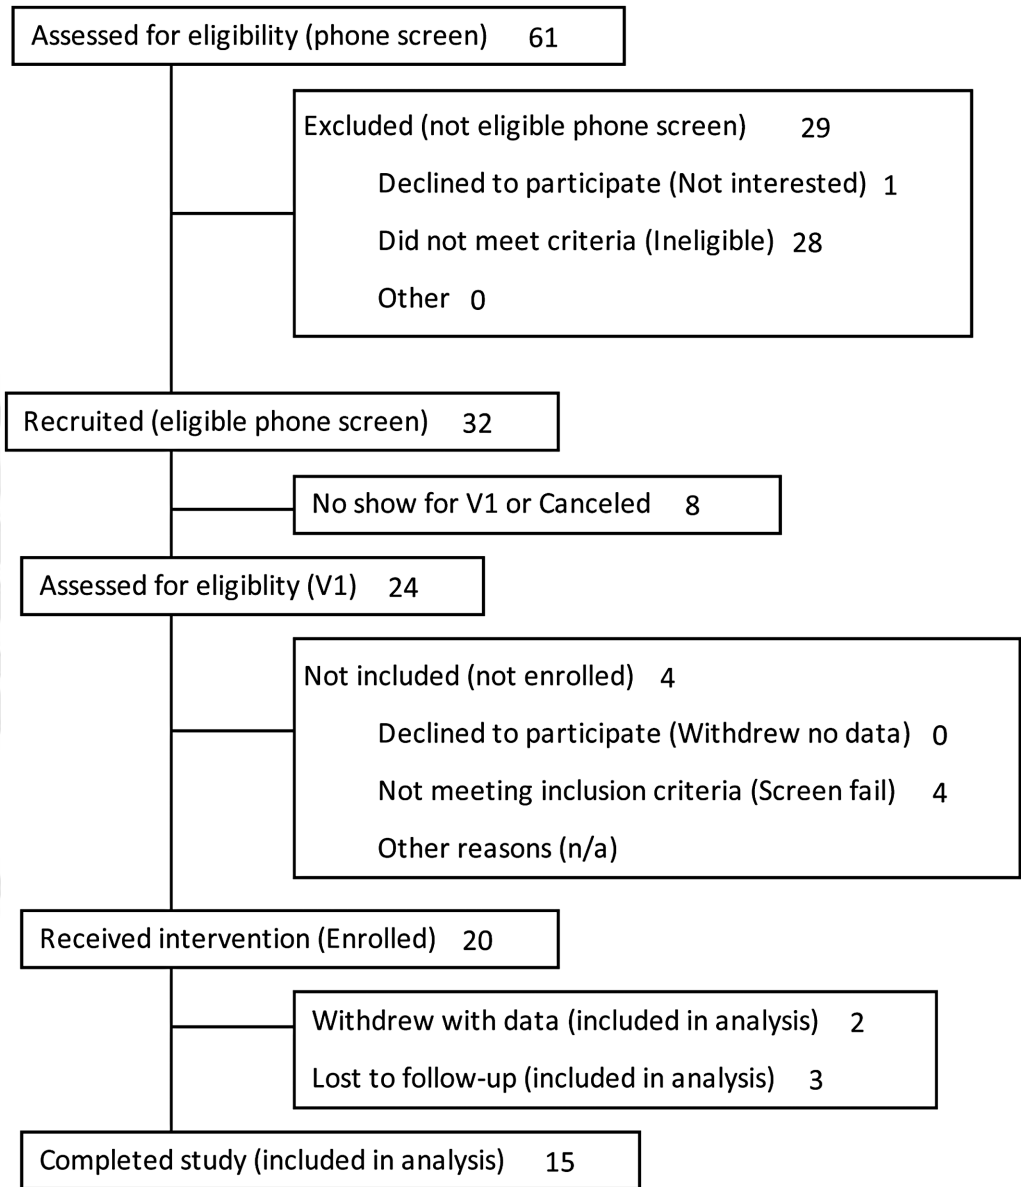 Assessed for eligibility (phone screen) 61
Excluded (not eligible phone screen) 29
Declined to participate (Not interested) 1
Did not meet criteria (Ineligible) 28
Other 0
Recruited (eligible phone screen) 32
No show for V1 or Canceled 8
Assessed for eligiblity (V1) 24
Not included (not enrolled) 4
Declined to participate (Withdrew no data) 0
Not meeting inclusion criteria (Screen fail) 4
Other reasons (n/a)
Received intervention (Enrolled) 20
Withdrew with data (included in analysis) 2
Lost to follow-up (included in analysis) 3
Completed study (included in analysis) 15